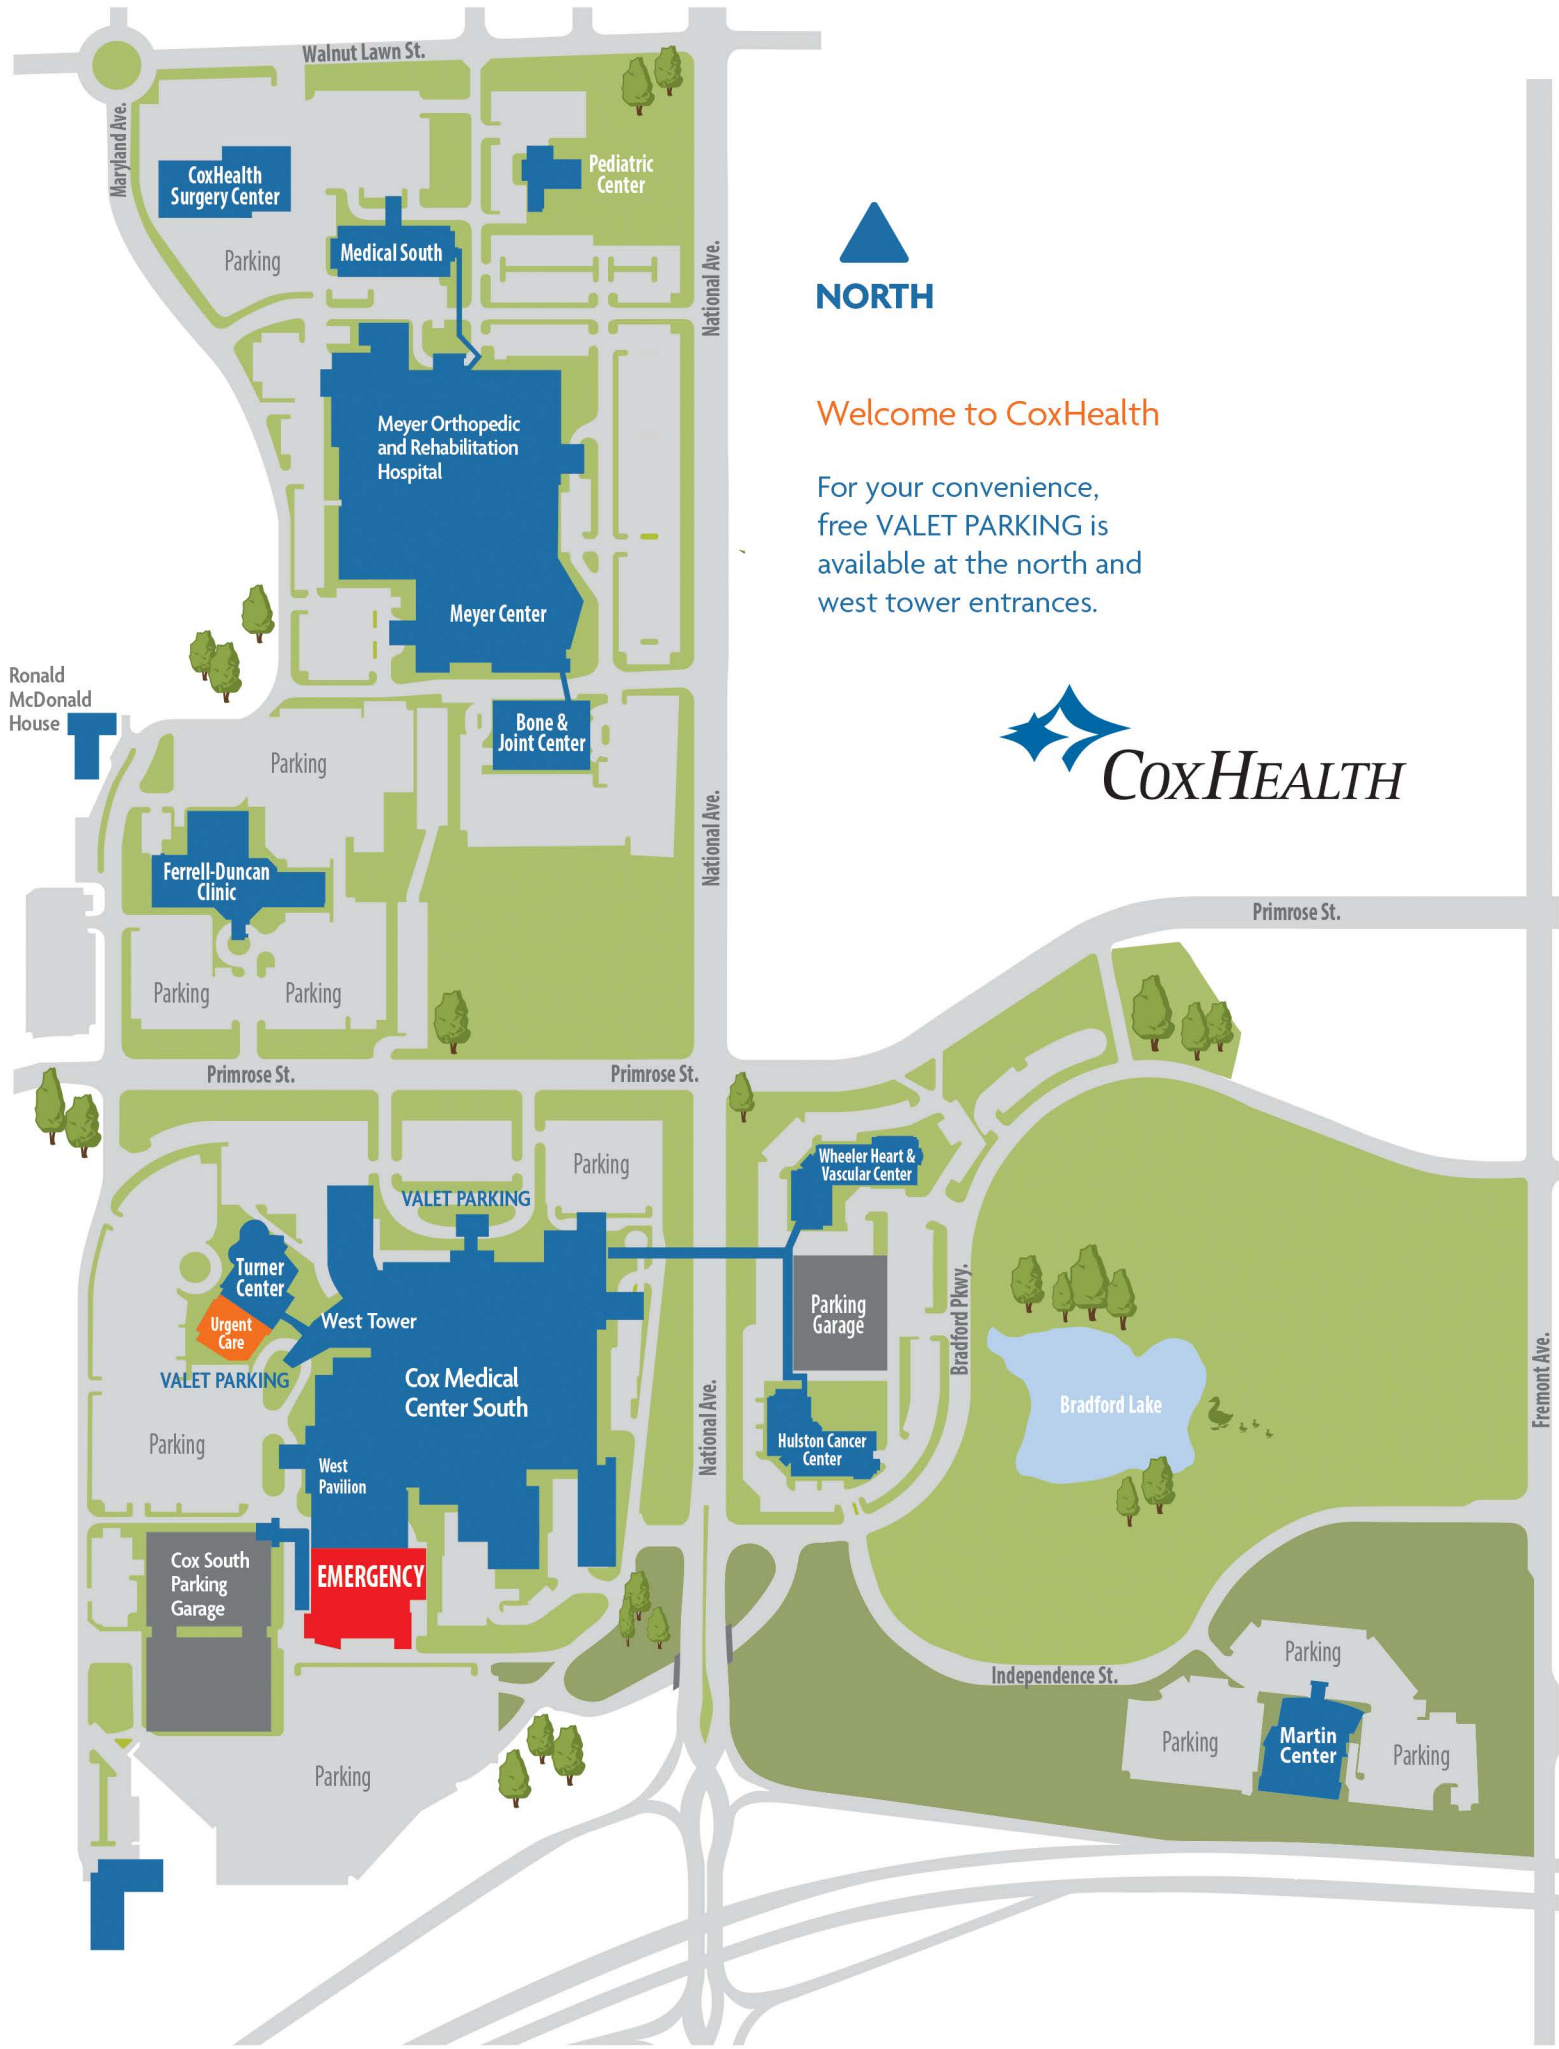 Walnut Lawn St.
Maryland Ave.
CoxHealth
Surgery Center
Pediatric
Center
Medical South
Parking
National Ave.
NORTH
Welcome to CoxHealth
For your convenience,
free VALET PARKING is
available at the north and
west tower entrances.
Meyer Orthopedic
and Rehabilitation
Hospital
Meyer Center
Ronald
McDonald
House
Bone &
Joint Center
Parking
COXHEALTH
National Ave.
Ferrell-Duncan
Clinic
Primrose St.
Parking
Parking
Primrose St.
Primrose St.
Parking
Wheeler Heart &
Vascular Center
VALET PARKING
Turner
Center
Urgent
Care
West Tower
Parking
Garage
Bradford Pkwy.
VALET PARKING
Cox Medical
Center South
National Ave.
Bradford Lake
Fremont Ave.
Parking
Hulston Cancer
Center
West
Pavilion
Cox South
Parking
Garage
EMERGENCY
Independence St.
Parking
Parking
Martin
Center
Parking
Parking